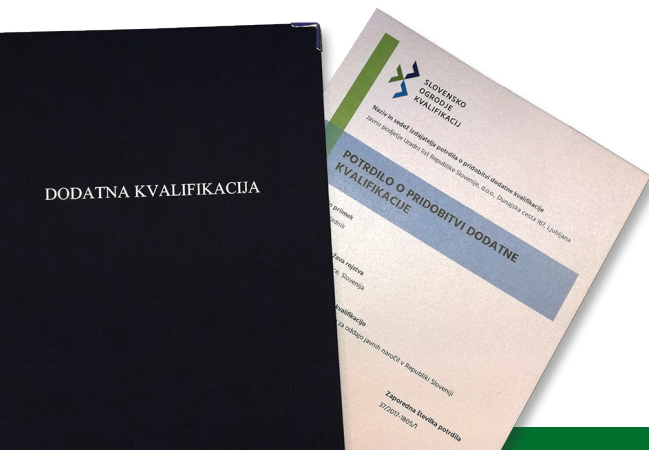 DODATNA KVALIFIKACIJA
SLOVENSKO
OGRODJE
KVALIFIKACIJ
Naziv in sedež izdajatelja potrdila o pridobitvi dodatne kvalifikacije
Javno podjetje Uradni list Republike Slovenije, d.o.o., Dunajska cesta 167, Ljubljana
POTRDILO O PRIDOBITVI DODATNE
KVALIFIKACIJE
priimek
rojstva
Slovenija
za oddajo javnih naročil v Republiki Sloveniji
Zaporedna številka potrdila
37/2017-1805/1